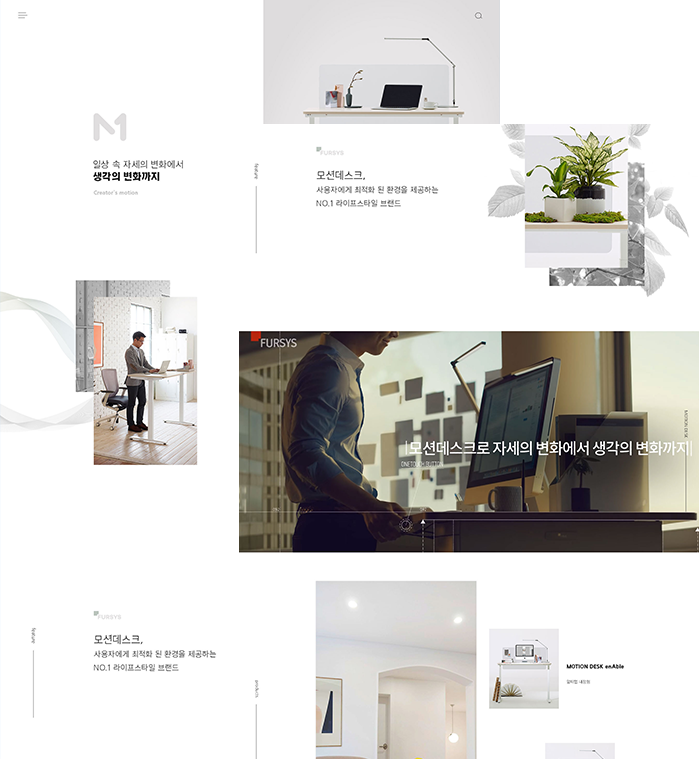 M
일상 속 자세의 변화에서
생각의 변화까지
Creator's motion
feature
FURSYS
모션데스크,
사용자에게 최적화 된 환경을 제공하는
NO.1 라이프스타일 브랜드
FURSYS
모션데스크로 자세의 변화에서 생각의 변화까지
feature
FURSYS
모션데스크,
사용자에게 최적화 된 환경을 제공하는
NO.1 라이프스타일 브랜드
products
MOTION DESK enAble